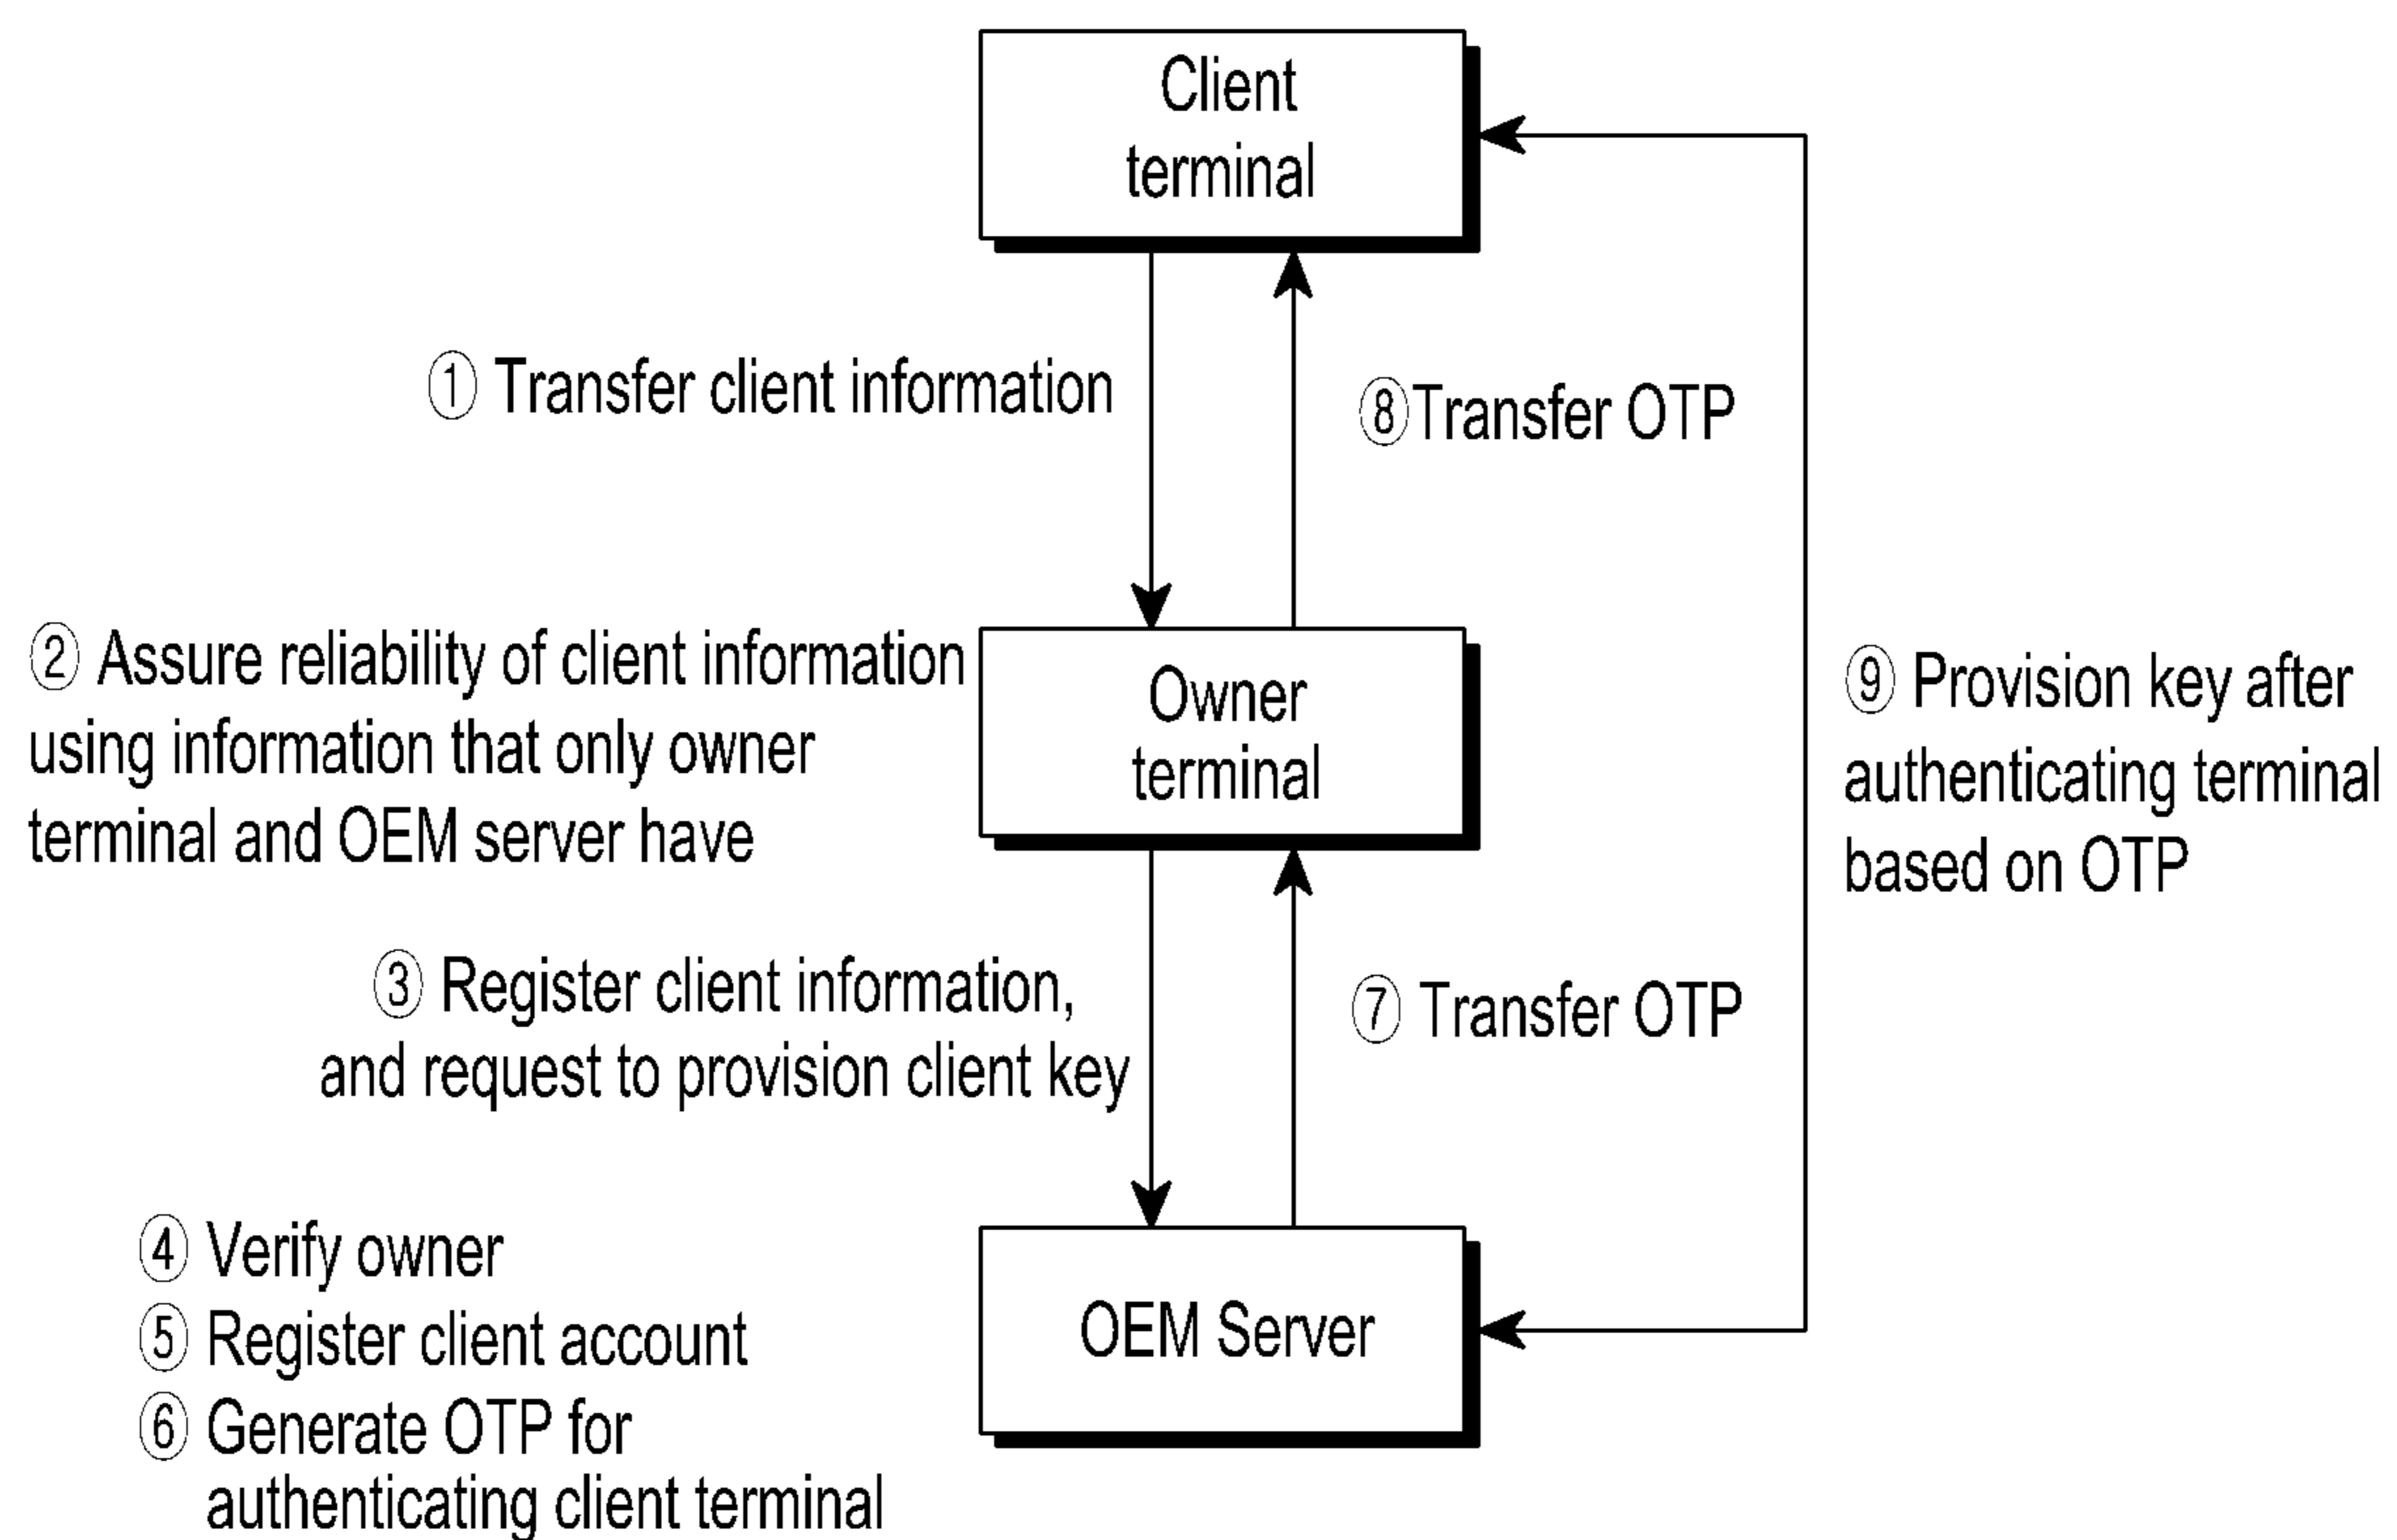 Client
terminal
① Transfer client information
⑧Transfer OTP
② Assure reliability of client information
using information that only owner
terminal and OEM server have
Owner
terminal
⑨ Provision key after
authenticating terminal
based on OTP
③ Register client information,
and request to provision client key
⑦ Transfer OTP
④ Verify owner
⑤ Register client account
⑥ Generate OTP for
authenticating client terminal
OEM Server